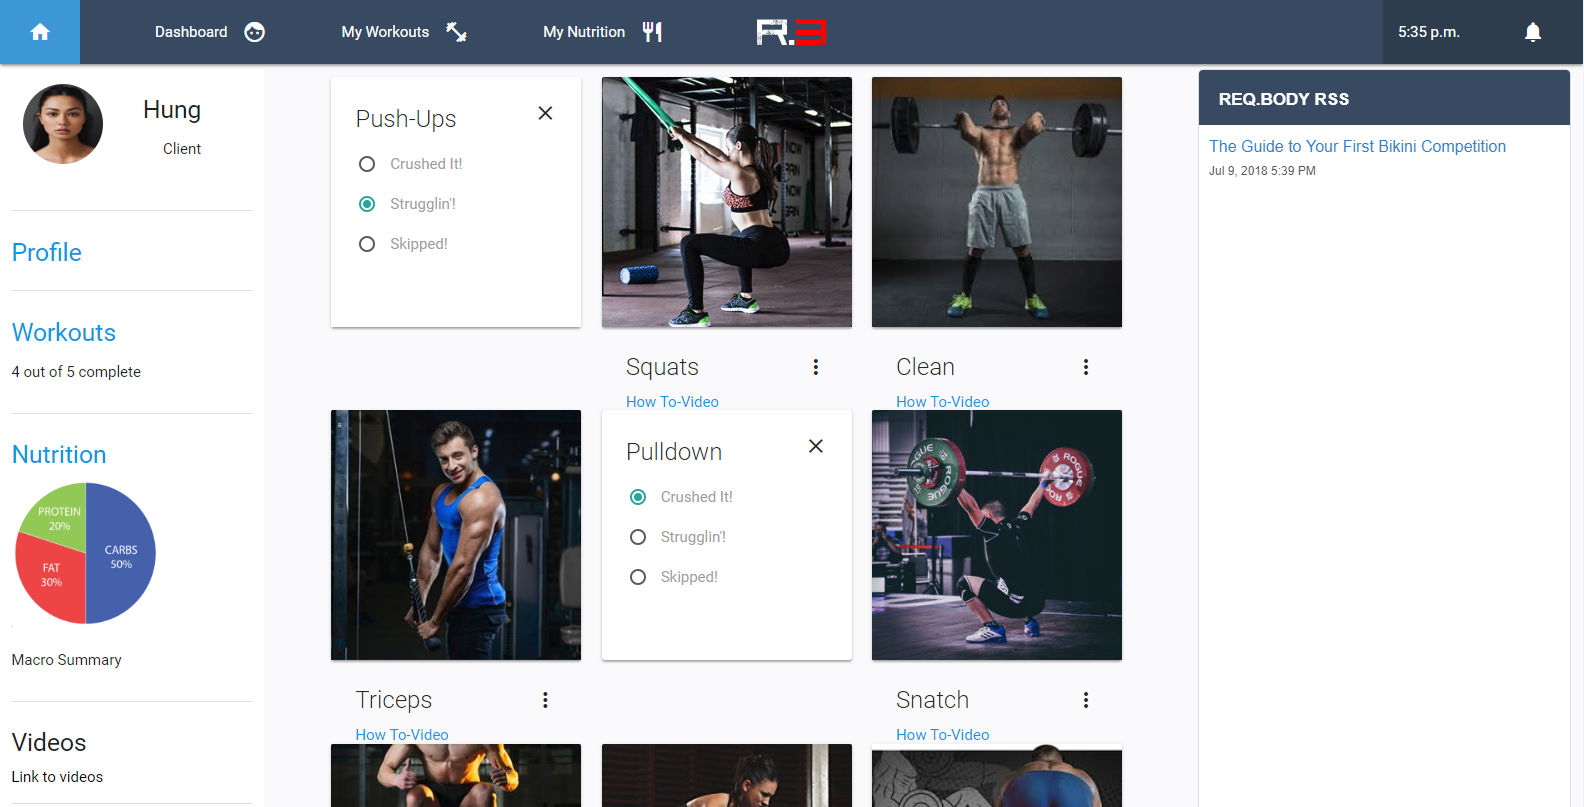 Dashboard
My Workouts
My Nutrition
R.3
5:35 p.m.
Hung
Client
Profile
Workouts
4 out of 5 complete
Nutrition
PROTEIN
20%
CARBS
50%
FAT
30%
Macro Summary
Videos
Link to videos
Push-Ups
Crushed It!
Strugglin'!
Skipped!
Squats
How To-Video
Clean
How To-Video
Triceps
How To-Video
Pulldown
Crushed It!
Strugglin'!
Skipped!
ROGUE
ROGUE
Snatch
How To-Video
REQ.BODY RSS
The Guide to Your First Bikini Competition
Jul 9, 2018 5:39 PM